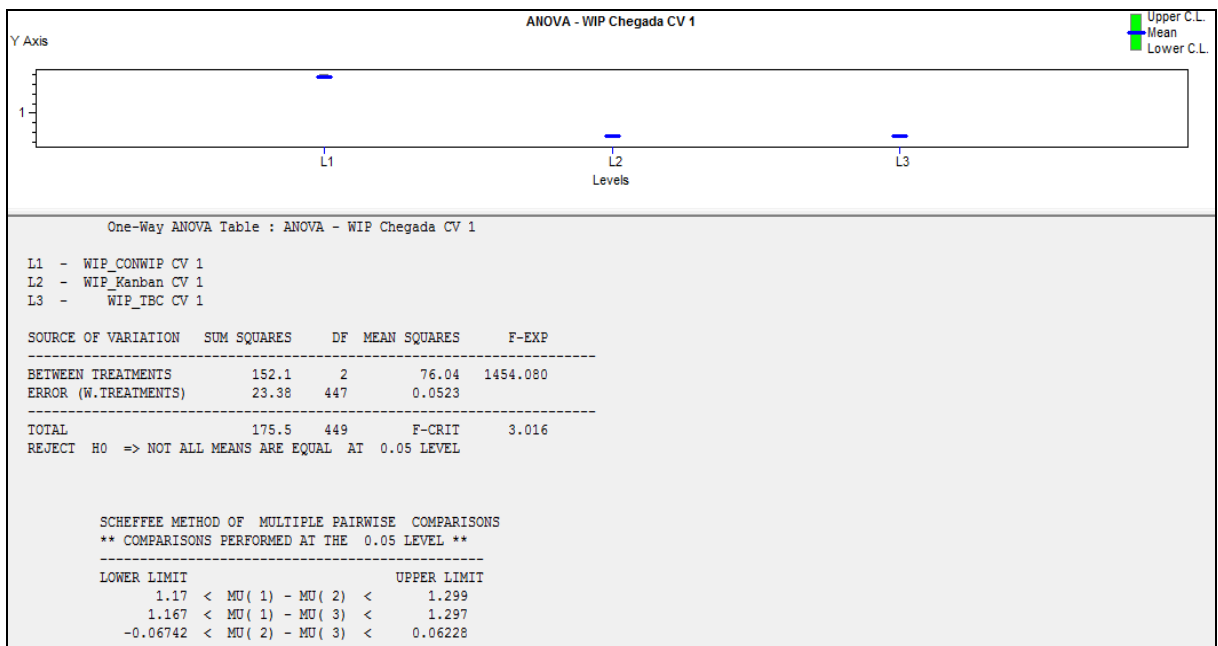 ANOVA - WIP Chegada CV 1
Upper C.L.
Mean
Lower C.L.
Y Axis
1
L1 L2 L3
Levels
One-Way ANOVA Table : ANOVA - WIP Chegada CV 1
L1 - WIP_CONWIP CV 1
L2 - WIP_Kanban CV 1
L3 - WIP_TBC CV 1
SOURCE OF VARIATION SUM SQUARES DF MEAN SQUARES F-EXP
BETWEEN TREATMENTS 152.1 2 76.04 1454.080
ERROR (W.TREATMENTS) 23.38 447 0.0523
TOTAL 175.5 449 F-CRIT 3.016
REJECT H0 => NOT ALL MEANS ARE EQUAL AT 0.05 LEVEL
SCHEFFEE METHOD OF MULTIPLE PAIRWISE COMPARISONS
** COMPARISONS PERFORMED AT THE 0.05 LEVEL **
LOWER LIMIT UPPER LIMIT
1.17 < MU( 1) - MU( 2) < 1.299
1.167 < MU( 1) - MU( 3) < 1.297
-0.06742 < MU( 2) - MU( 3) < 0.06228